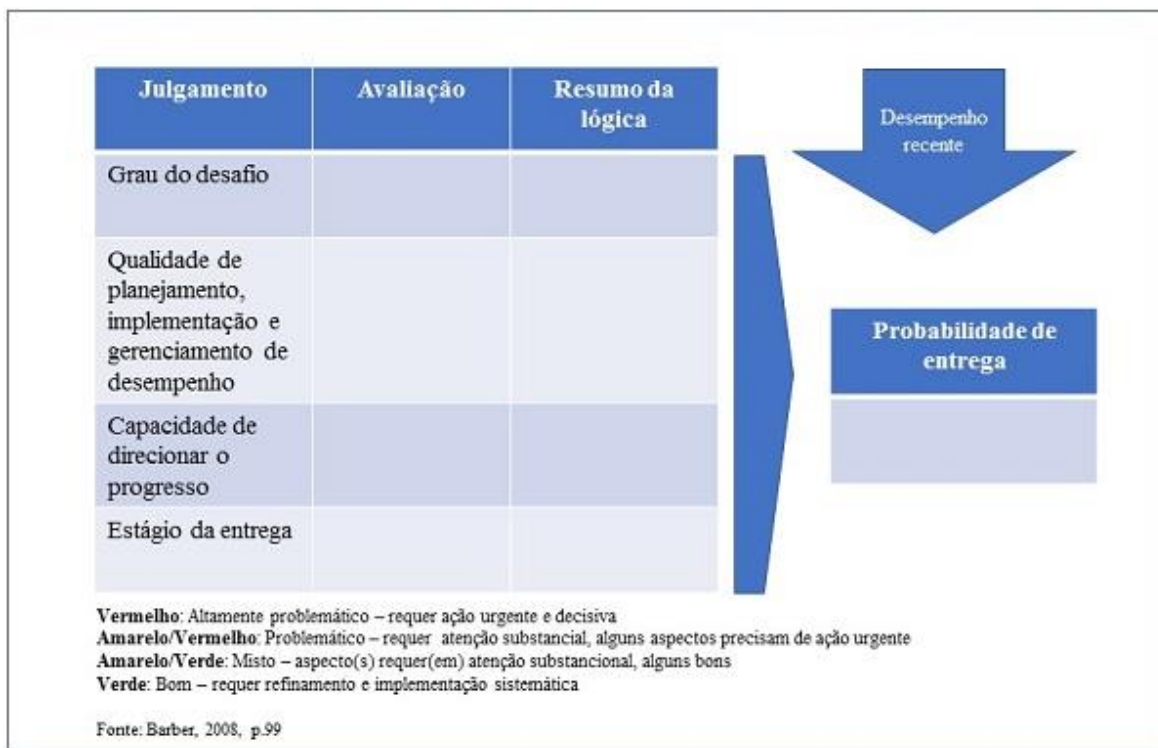 Julgamento
Avaliação
Resumo da
lógica
Grau do desafio
Qualidade de
planejamento,
implementação e
gerenciamento de
desempenho
Capacidade de
direcionar o
progresso
Estágio da entrega
Desempenho
recente
Probabilidade de
entrega
Vermelho: Altamente problemático – requer ação urgente e decisiva
Amarelo/Vermelho: Problemático – requer atenção substancial, alguns aspectos precisam de ação urgente
Amarelo/Verde: Misto – aspecto(s) requer(em) atenção substancional, alguns bons
Verde: Bom – requer refinamento e implementação sistemática
Fonte: Barber, 2008, p.99